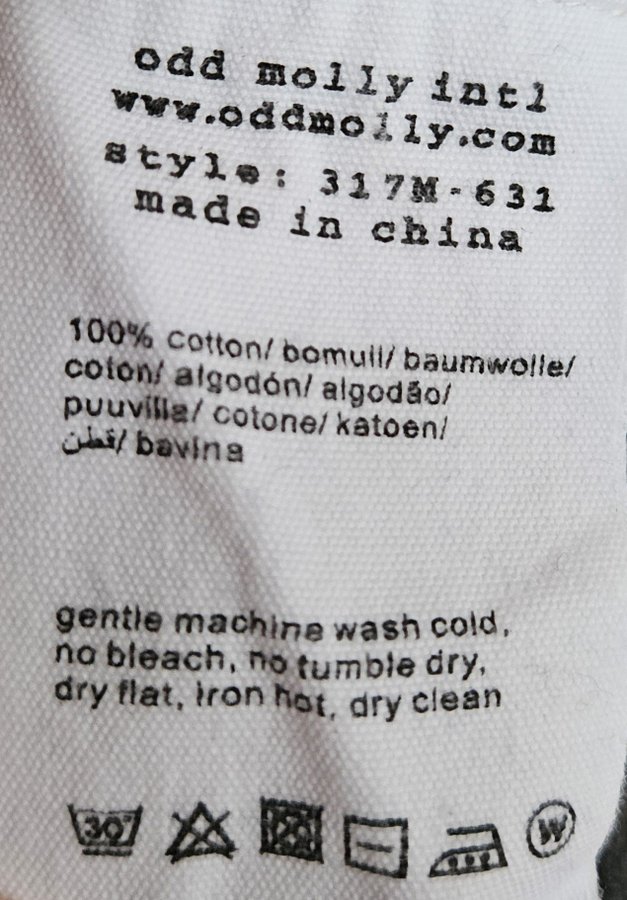 odd molly intl
www.oddmolly.com
style: 317M-631
made in china
100% cotton/ bomull/ baumwolle/
coton/ algodón/ algodão/
puuvilla/ cotone/ katoen/
قطن/ bavlna
gentle machine wash cold,
no bleach, no tumble dry,
dry flat, iron hot, dry clean
30° W